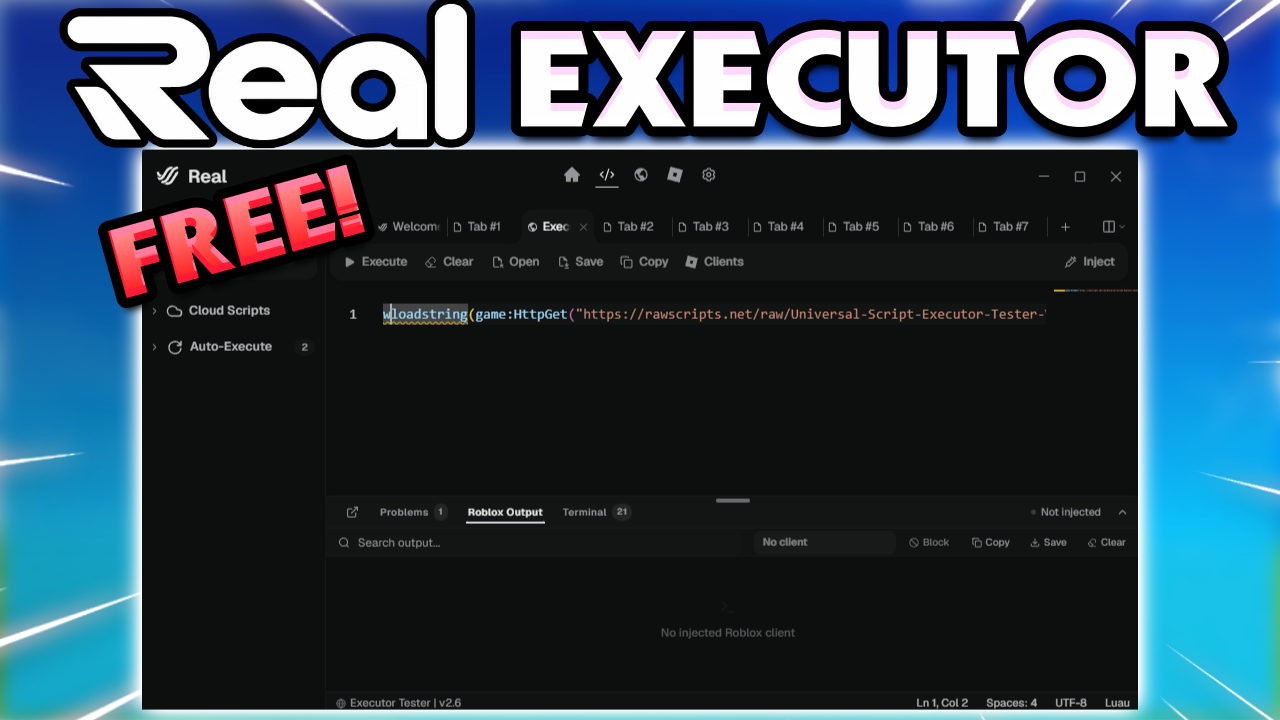 Real EXECUTOR
Real
FREE!
Welcom Tab #1 Exec Tab #2 Tab #3 Tab #4 Tab #5 Tab #6 Tab #7
Execute Clear Open Save Copy Clients Inject
Cloud Scripts
Auto-Execute 2
1 wloadstring(game:HttpGet("https://rawscripts.net/raw/Universal-Script-Executor-Tester-
Problems 1 Roblox Output Terminal 21 Not injected
Search output... No client Block Copy Save Clear
>_
No injected Roblox client
Executor Tester | v2.6 Ln 1, Col 2 Spaces: 4 UTF-8 Luau